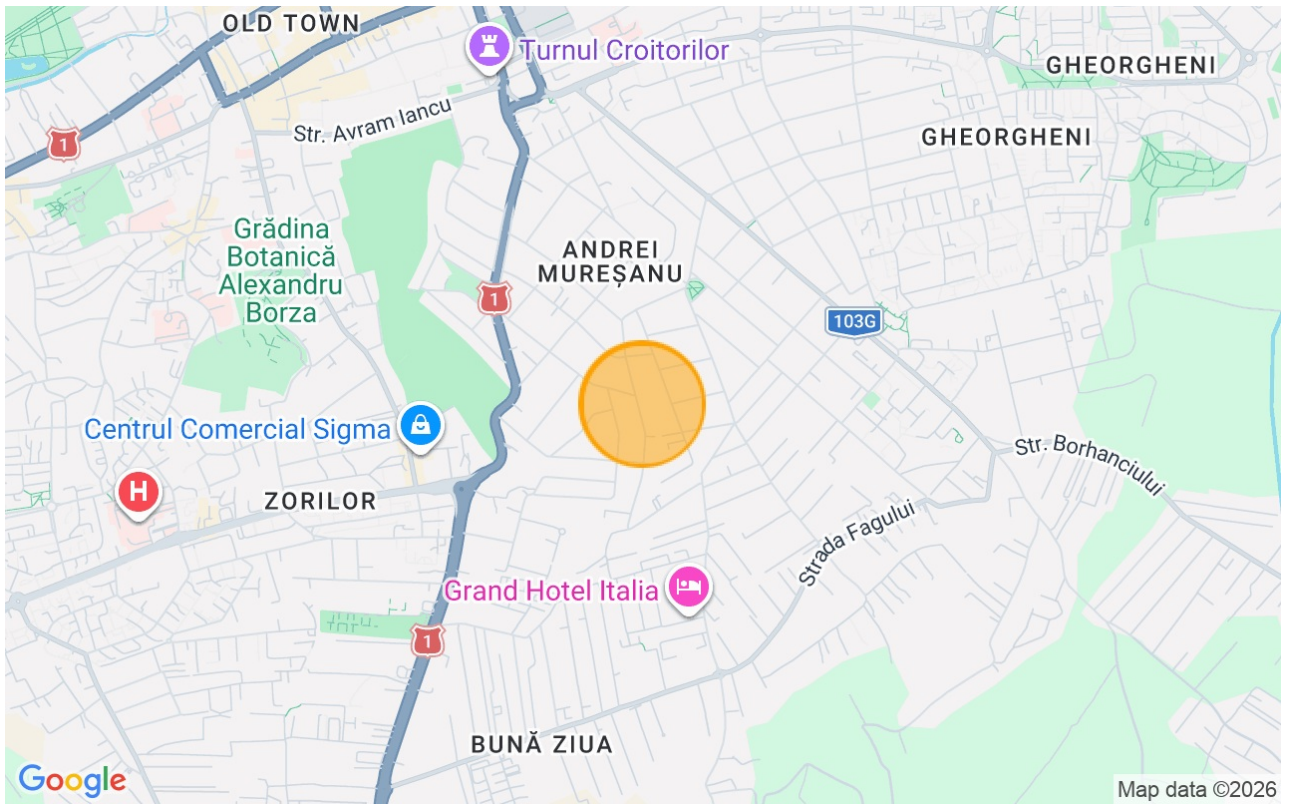 OLD TOWN
Turnul Croitorilor
GHEORGHENI
Str. Avram Iancu
GHEORGHENI
1
Grădina
Botanică
Alexandru
Borza
ANDREI
MUREȘANU
1
103G
Centrul Comercial Sigma
Str. Borhanciului
H
ZORILOR
Strada Fagului
Grand Hotel Italia
1
BUNĂ ZIUA
Google
Map data ©2026